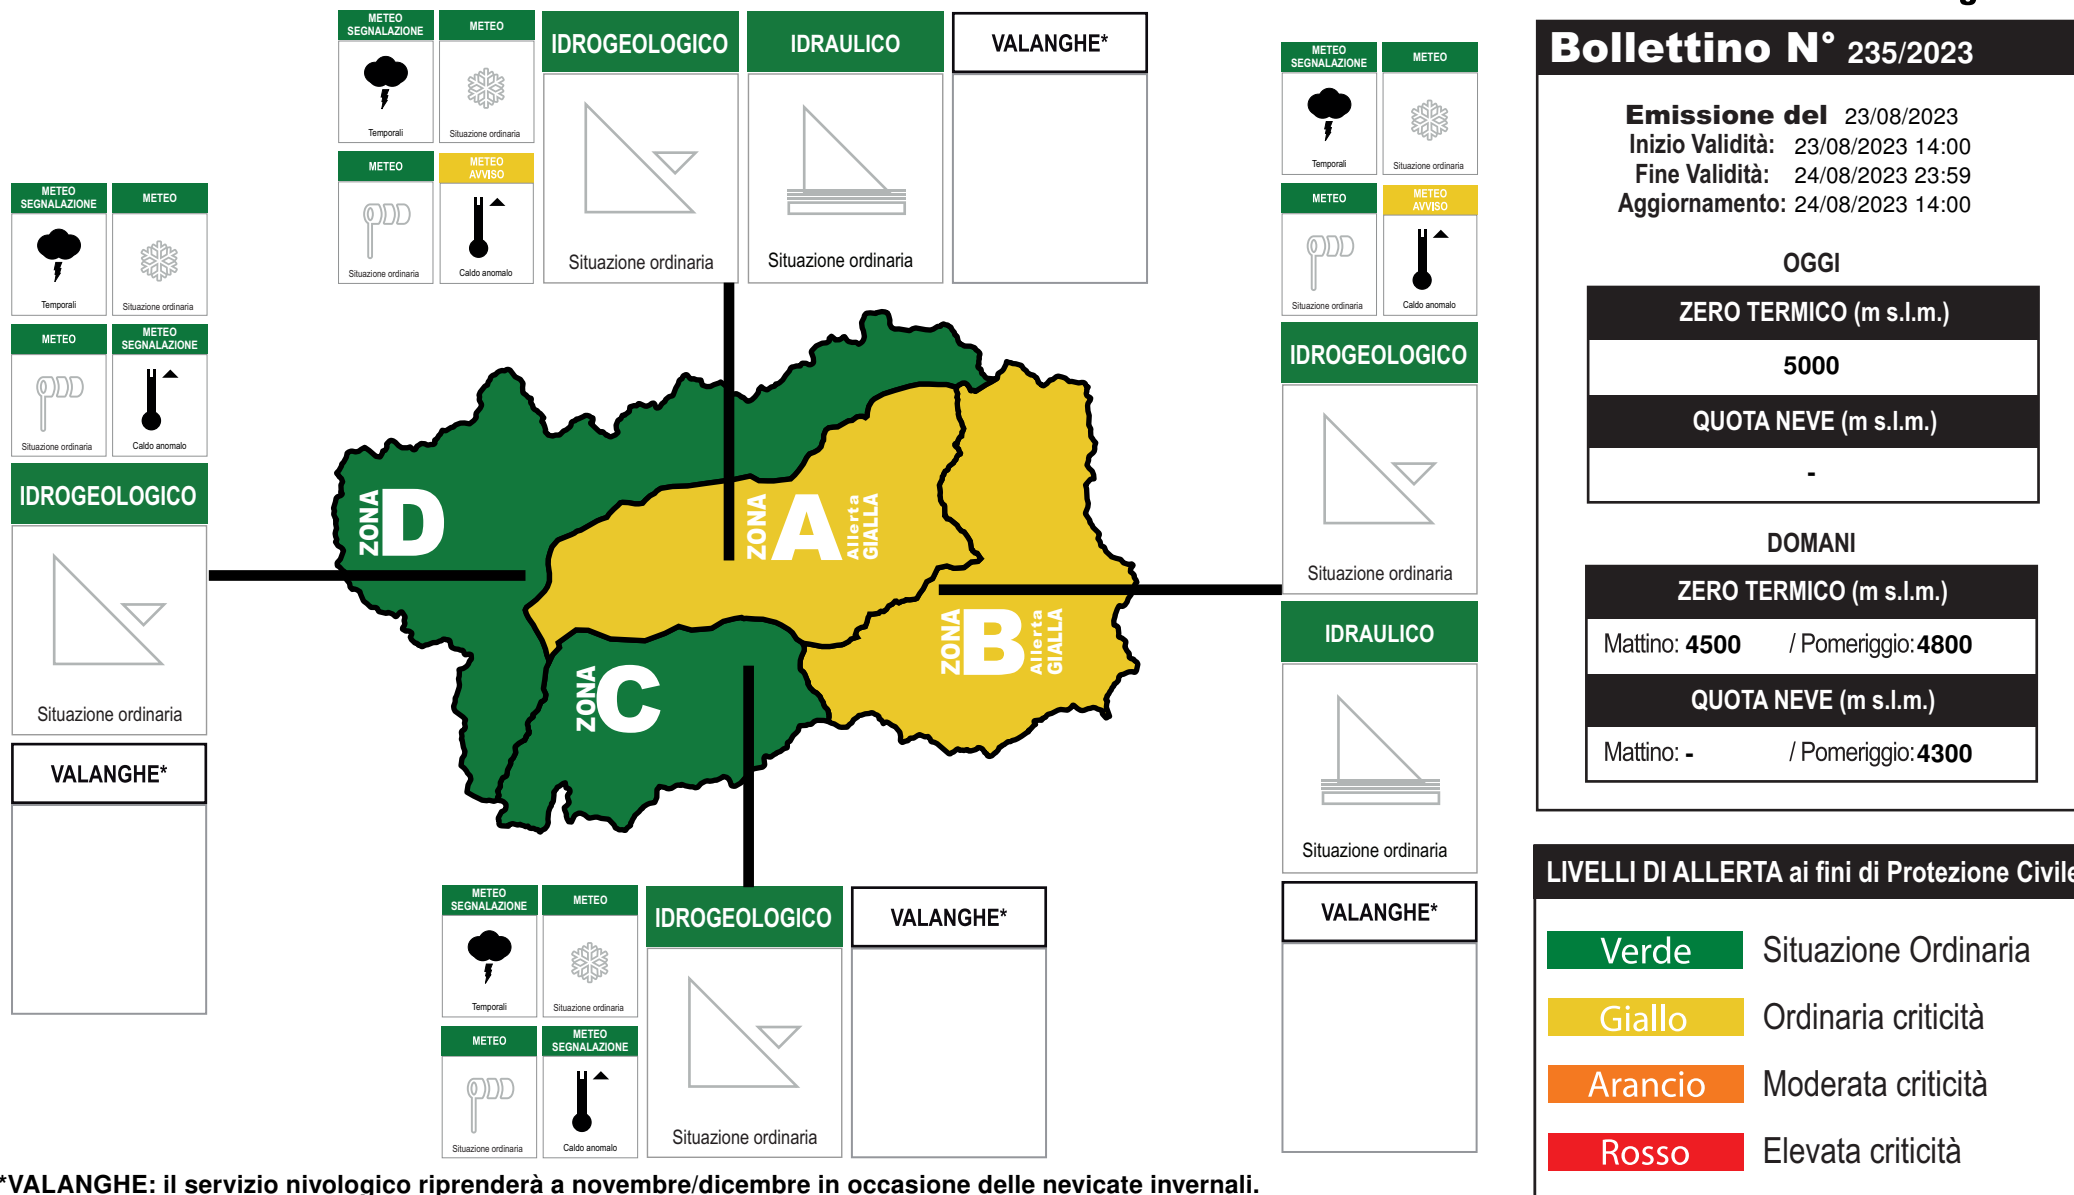 METEO
SEGNALAZIONE
METEO
Temporali
Situazione ordinaria
METEO
METEO
AVVISO
Situazione ordinaria
Caldo anomalo
IDROGEOLOGICO
Situazione ordinaria
IDRAULICO
Situazione ordinaria
VALANGHE*
METEO
SEGNALAZIONE
METEO
Temporali
Situazione ordinaria
METEO
METEO
SEGNALAZIONE
Situazione ordinaria
Caldo anomalo
IDROGEOLOGICO
Situazione ordinaria
VALANGHE*
ZONA D
ZONA A
Allerta
GIALLA
ZONA B
Allerta
GIALLA
ZONA C
METEO
SEGNALAZIONE
METEO
Temporali
Situazione ordinaria
METEO
METEO
AVVISO
Situazione ordinaria
Caldo anomalo
IDROGEOLOGICO
Situazione ordinaria
IDRAULICO
Situazione ordinaria
VALANGHE*
METEO
SEGNALAZIONE
METEO
Temporali
Situazione ordinaria
METEO
METEO
SEGNALAZIONE
Situazione ordinaria
Caldo anomalo
IDROGEOLOGICO
Situazione ordinaria
VALANGHE*
*VALANGHE: il servizio nivologico riprenderà a novembre/dicembre in occasione delle nevicate invernali.
Bollettino N° 235/2023
Emissione del 23/08/2023
Inizio Validità: 23/08/2023 14:00
Fine Validità: 24/08/2023 23:59
Aggiornamento: 24/08/2023 14:00
OGGI
ZERO TERMICO (m s.l.m.)
5000
QUOTA NEVE (m s.l.m.)
-
DOMANI
ZERO TERMICO (m s.l.m.)
Mattino: 4500 / Pomeriggio: 4800
QUOTA NEVE (m s.l.m.)
Mattino: - / Pomeriggio: 4300
LIVELLI DI ALLERTA ai fini di Protezione Civile
Verde Situazione Ordinaria
Giallo Ordinaria criticità
Arancio Moderata criticità
Rosso Elevata criticità